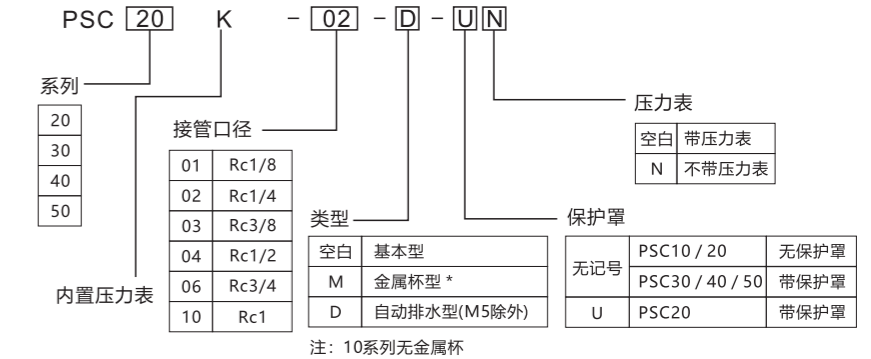 PSC 20 K - 02 - D - U N
系列
20
30
40
50
内置压力表
接管口径
01 Rc1/8
02 Rc1/4
03 Rc3/8
04 Rc1/2
06 Rc3/4
10 Rc1
类型
空白 基本型
M 金属杯型 *
D 自动排水型(M5除外)
注：10系列无金属杯
压力表
空白 带压力表
N 不带压力表
保护罩
无记号 PSC10 / 20 无保护罩
PSC30 / 40 / 50 带保护罩
U PSC20 带保护罩